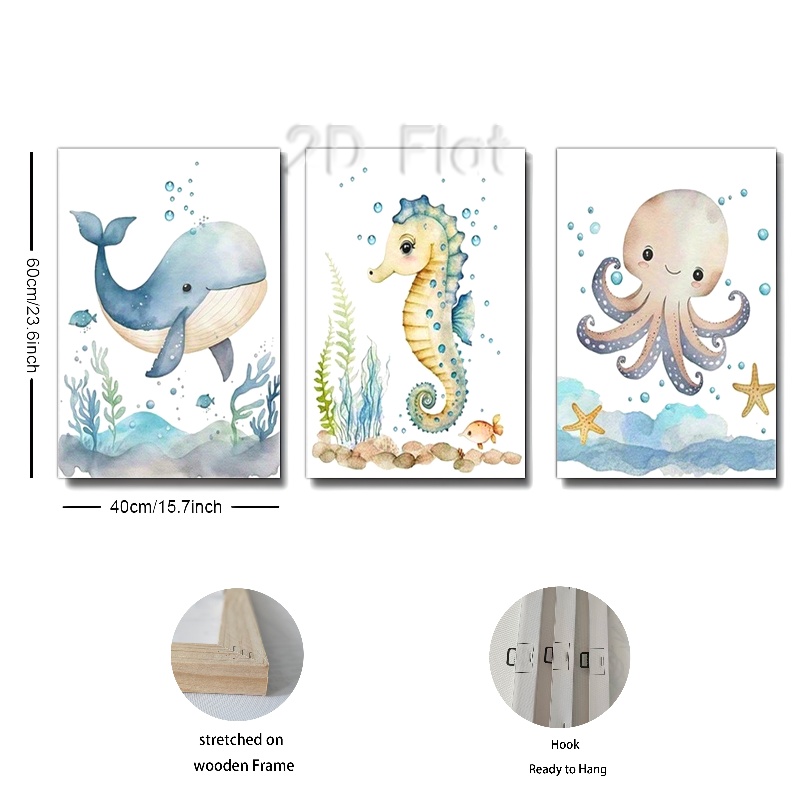 2D Flat
60cm/23.6inch
40cm/15.7inch
stretched on
wooden Frame
Hook
Ready to Hang